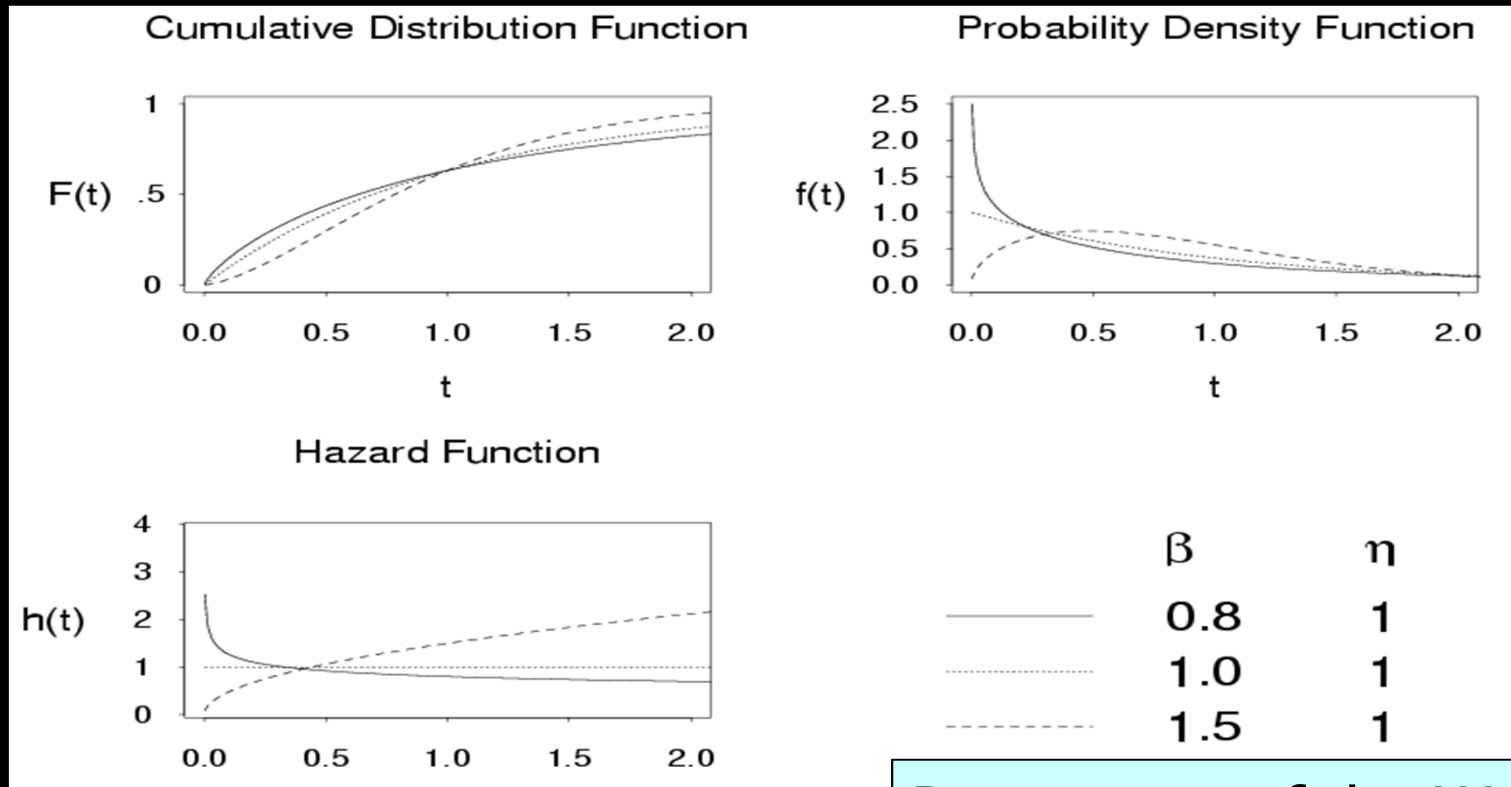 Cumulative Distribution Function
1
F(t)
.5
0
0.0 0.5 1.0 1.5 2.0
t
Probability Density Function
2.5
2.0
f(t)
1.5
1.0
0.5
0.0
0.0 0.5 1.0 1.5 2.0
t
Hazard Function
4
3
h(t)
2
1
0
0.0 0.5 1.0 1.5 2.0
β η
0.8 1
1.0 1
1.5 1